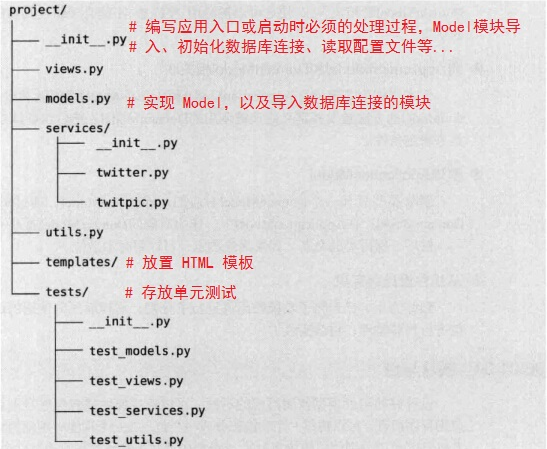 project/
__init__.py # 编写应用入口或启动时必须的处理过程，Model模块导
# 入、初始化数据库连接、读取配置文件等...
views.py
models.py # 实现 Model，以及导入数据库连接的模块
services/
__init__.py
twitter.py
twitpic.py
utils.py
templates/ # 放置 HTML 模板
tests/ # 存放单元测试
__init__.py
test_models.py
test_views.py
test_services.py
test_utils.py